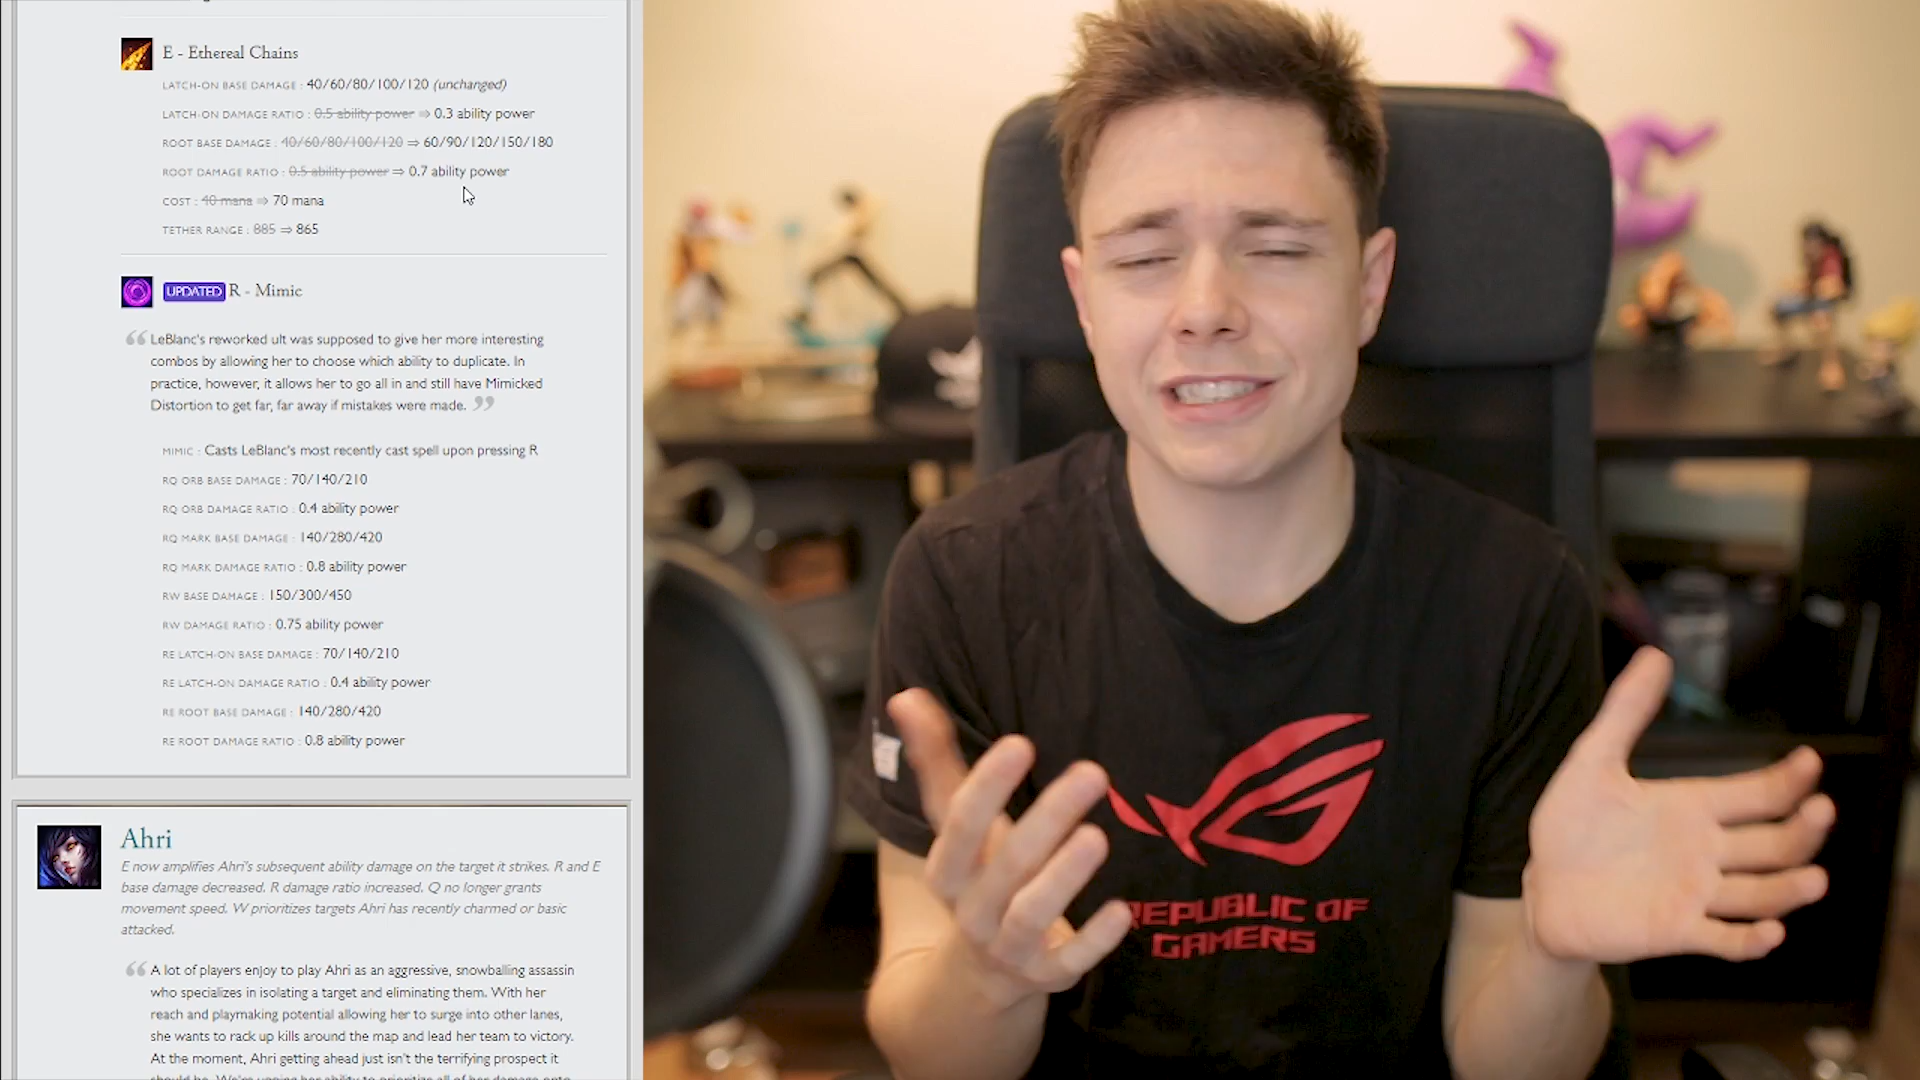 E - Ethereal Chains
LATCH-ON BASE DAMAGE : 40/60/80/100/120 (unchanged)
LATCH-ON DAMAGE RATIO : 0.5 ability power ⇒ 0.3 ability power
ROOT BASE DAMAGE : 40/60/80/100/120 ⇒ 60/90/120/150/180
ROOT DAMAGE RATIO : 0.5 ability power ⇒ 0.7 ability power
COST : 40 mana ⇒ 70 mana
TETHER RANGE : 885 ⇒ 865
UPDATED R - Mimic
“LeBlanc's reworked ult was supposed to give her more interesting
combos by allowing her to choose which ability to duplicate. In
practice, however, it allows her to go all in and still have Mimicked
Distortion to get far, far away if mistakes were made. ”
MIMIC : Casts LeBlanc's most recently cast spell upon pressing R
RQ ORB BASE DAMAGE : 70/140/210
RQ ORB DAMAGE RATIO : 0.4 ability power
RQ MARK BASE DAMAGE : 140/280/420
RQ MARK DAMAGE RATIO : 0.8 ability power
RW BASE DAMAGE : 150/300/450
RW DAMAGE RATIO : 0.75 ability power
RE LATCH-ON BASE DAMAGE : 70/140/210
RE LATCH-ON DAMAGE RATIO : 0.4 ability power
RE ROOT BASE DAMAGE : 140/280/420
RE ROOT DAMAGE RATIO : 0.8 ability power
Ahri
E now amplifies Ahri's subsequent ability damage on the target it strikes. R and E
base damage decreased. R damage ratio increased. Q no longer grants
movement speed. W prioritizes targets Ahri has recently charmed or basic
attacked.
“A lot of players enjoy to play Ahri as an aggressive, snowballing assassin
who specializes in isolating a target and eliminating them. With her
reach and playmaking potential allowing her to surge into other lanes,
she wants to rack up kills around the map and lead her team to victory.
At the moment, Ahri getting ahead just isn't the terrifying prospect it
REPUBLIC OF
GAMERS